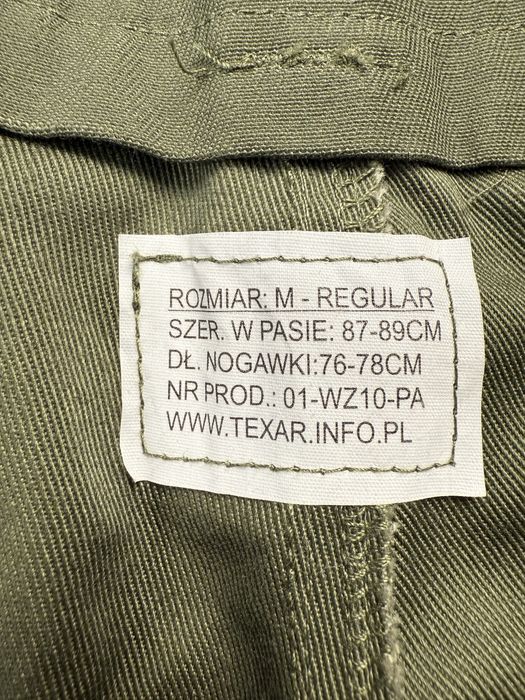 ROZMIAR: M - REGULAR
SZER. W PASIE: 87-89CM
DŁ. NOGAWKI:76-78CM
NR PROD.: 01-WZ10-PA
WWW.TEXAR.INFO.PL